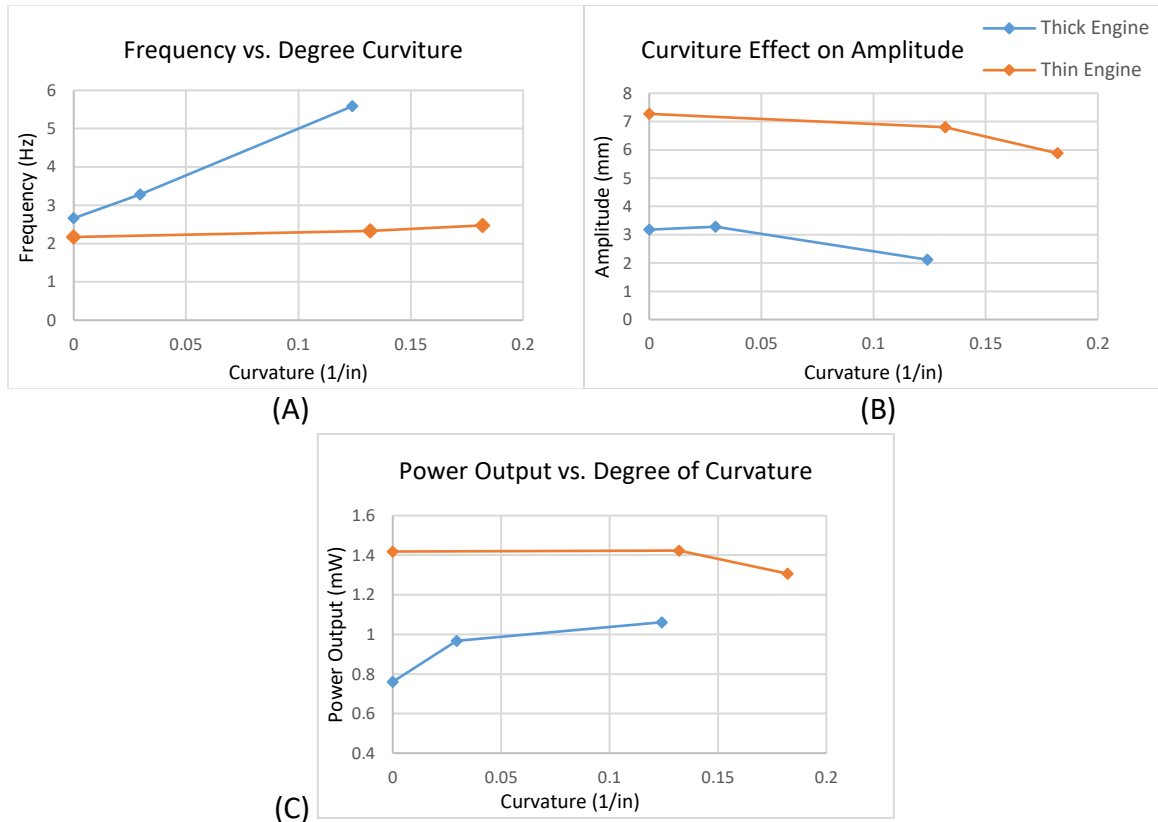 Frequency vs. Degree Curviture
6
5
4
3
2
1
0
Frequency (Hz)
0 0.05 0.1 0.15 0.2
Curvature (1/in)
(A)
Curviture Effect on Amplitude
Thick Engine
Thin Engine
8
7
6
5
4
3
2
1
0
Amplitude (mm)
0 0.05 0.1 0.15 0.2
Curvature (1/in)
(B)
Power Output vs. Degree of Curvature
1.6
1.4
1.2
1
0.8
0.6
0.4
Power Output (mW)
0 0.05 0.1 0.15 0.2
Curvature (1/in)
(C)